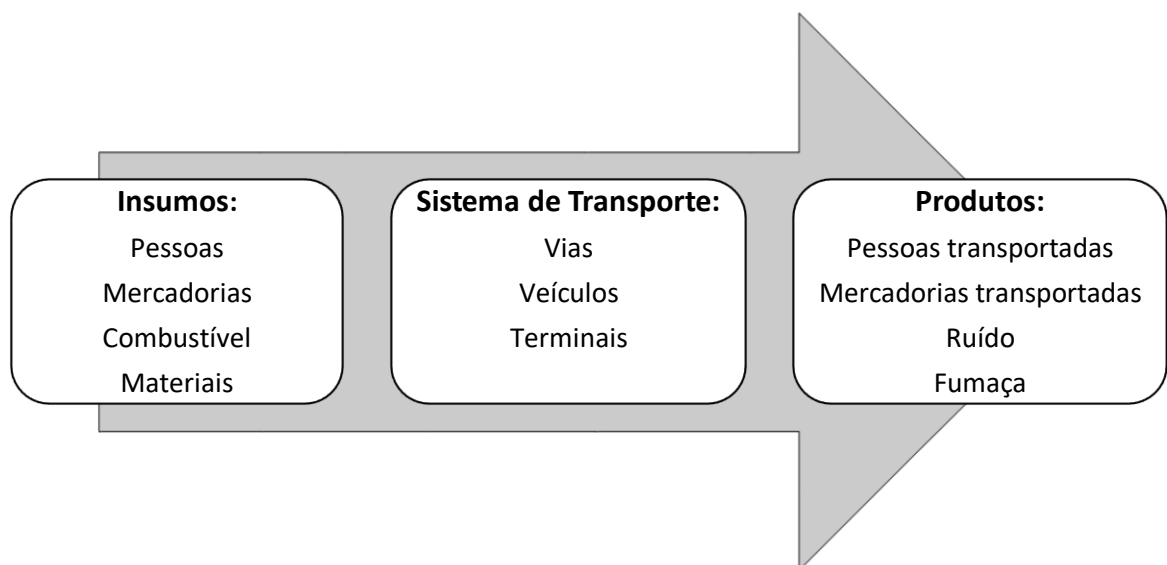 Insumos:
Pessoas
Mercadorias
Combustível
Materiais
Sistema de Transporte:
Vias
Veículos
Terminais
Produtos:
Pessoas transportadas
Mercadorias transportadas
Ruído
Fumaça